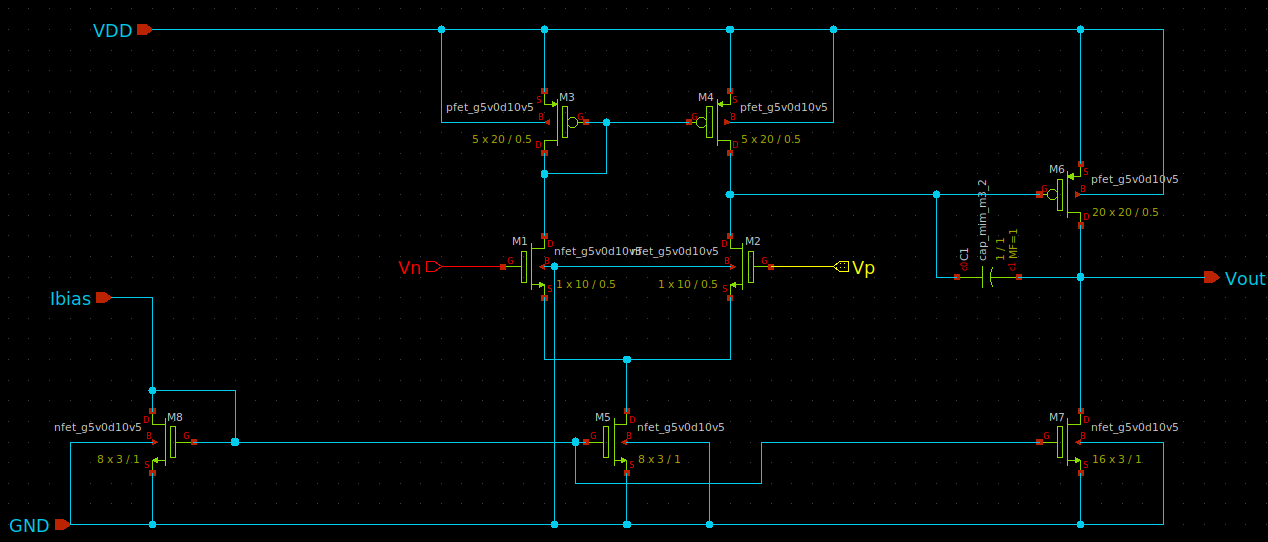 VDD
M3
M4
S
S
pfet_g5v0d10v5
pfet_g5v0d10v5
B
G
G
B
5 x 20 / 0.5
5 x 20 / 0.5
D
D
M6
S
pfet_g5v0d10v5
G
B
20 x 20 / 0.5
D
cap_mim_m3_2
C1
1 / 1
MF=1
c0
c1
M1
M2
D
D
nfet_g5v0d10v5
nfet_g5v0d10v5
Vn
G
B
B
G
Vp
1 x 10 / 0.5
1 x 10 / 0.5
S
S
Vout
Ibias
M8
M5
M7
D
D
D
nfet_g5v0d10v5
nfet_g5v0d10v5
nfet_g5v0d10v5
B
G
G
B
G
B
8 x 3 / 1
8 x 3 / 1
16 x 3 / 1
S
S
S
GND